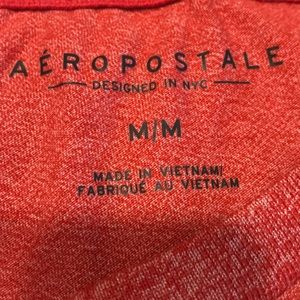 AÉROPOSTALE
DESIGNED IN NYC
M/M
MADE IN VIETNAM/
FABRIQUÉ AU VIETNAM